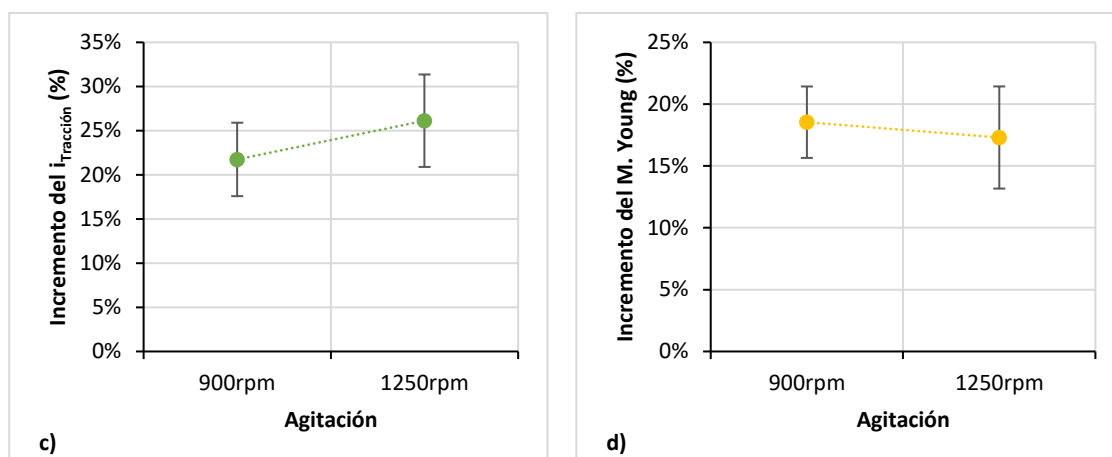 Incremento del iTracción (%)
35%
30%
25%
20%
15%
10%
5%
0%
900rpm 1250rpm
Agitación
c)
Incremento del M. Young (%)
25%
20%
15%
10%
5%
0%
900rpm 1250rpm
Agitación
d)